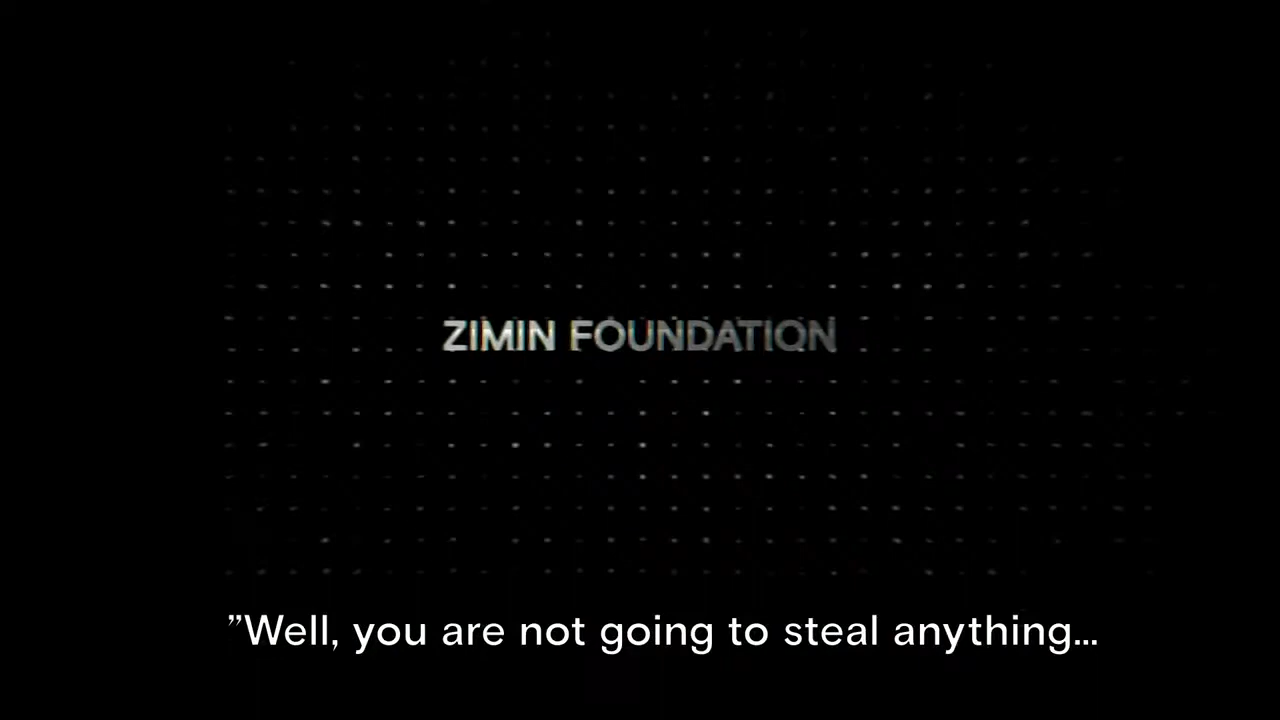 ZIMIN FOUNDATION
”Well, you are not going to steal anything...